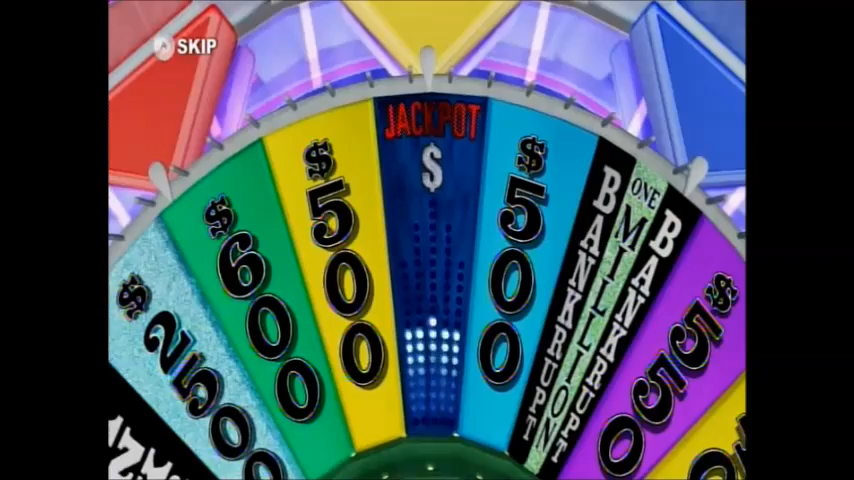 SKIP
$2500
$600
$500
JACKPOT
$
$500
BANKRUPT
ONE MILLION
BANKRUPT
$550